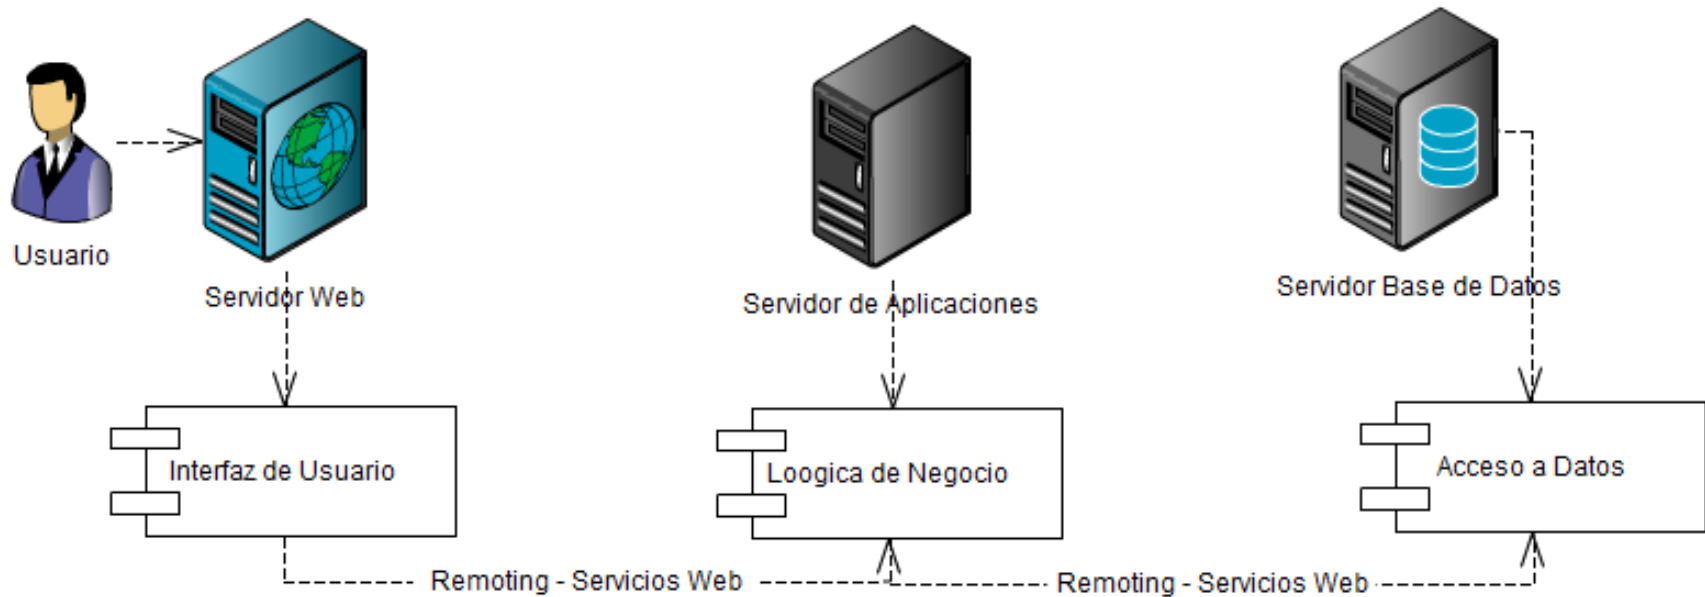 Usuario
Servidor Web
Servidor de Aplicaciones
Servidor Base de Datos
Interfaz de Usuario
Loogica de Negocio
Acceso a Datos
Remoting - Servicios Web
Remoting - Servicios Web